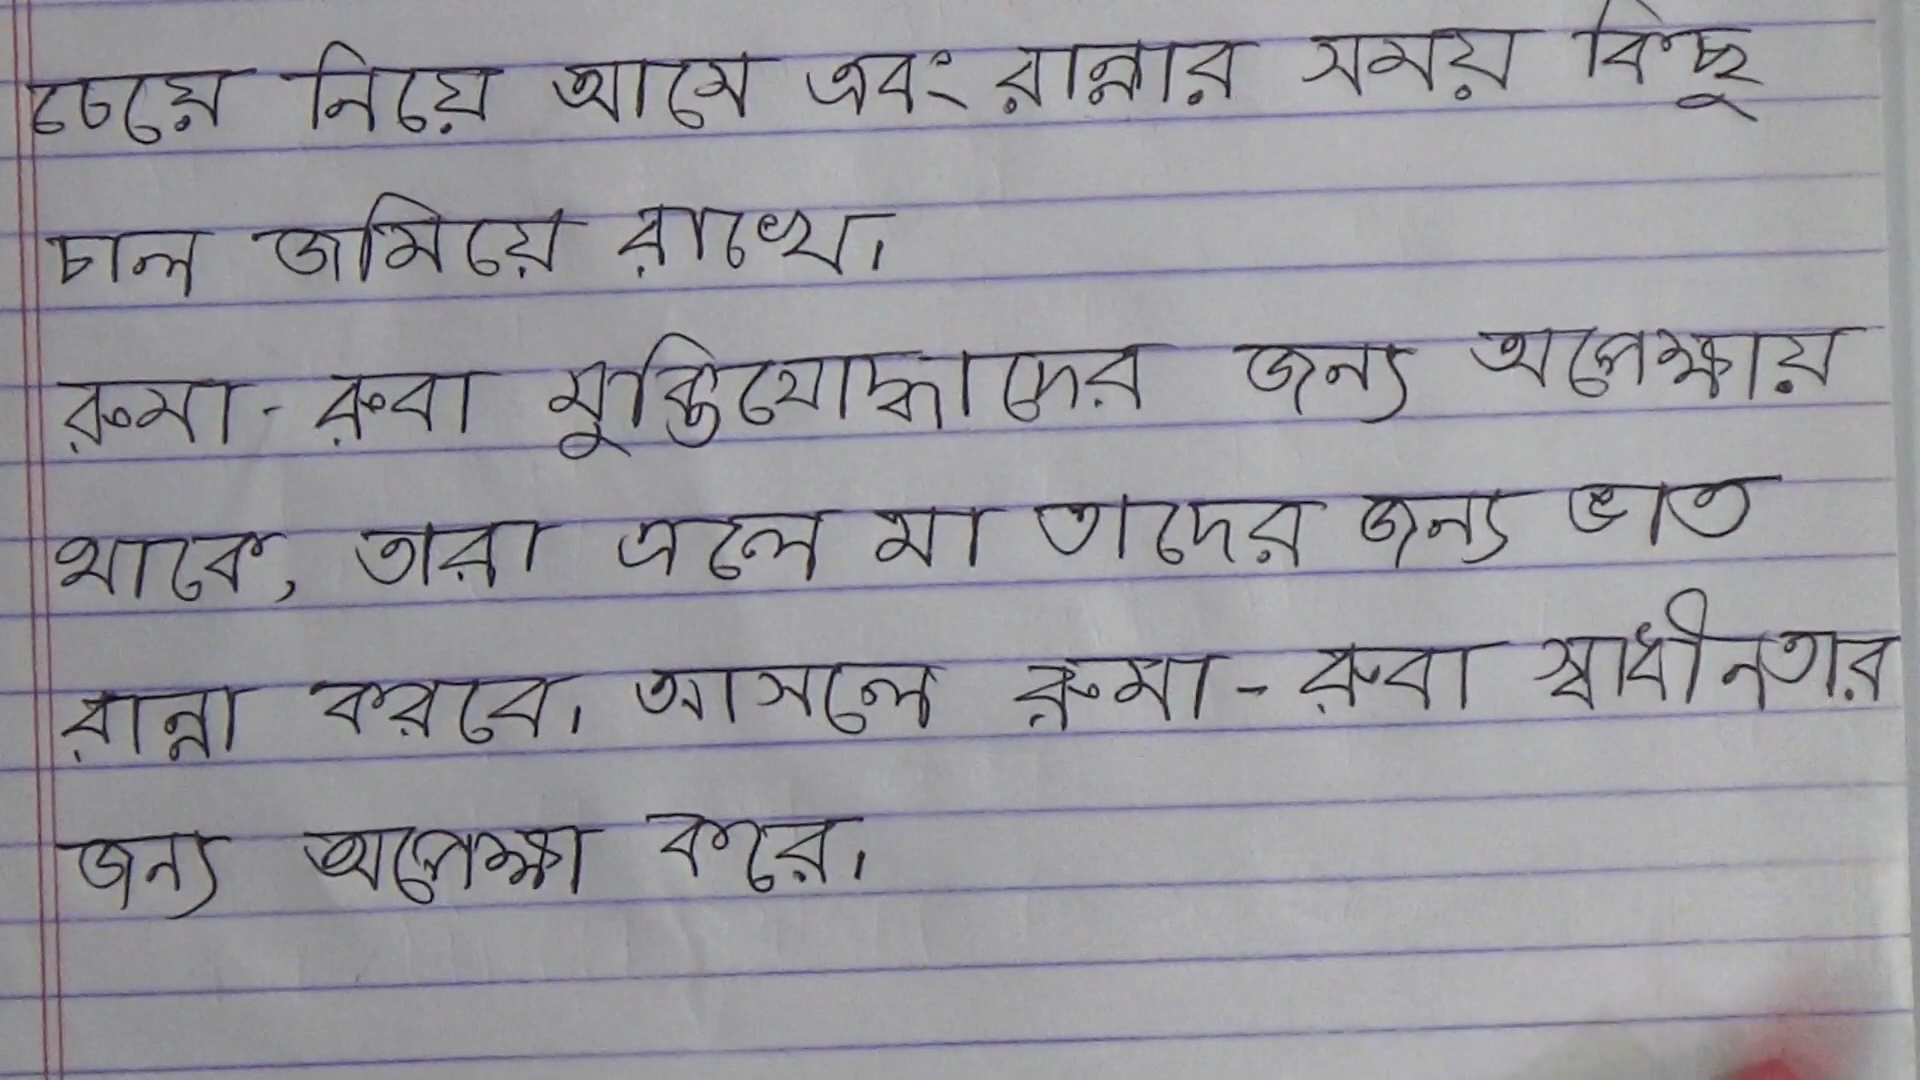 চেয়ে নিয়ে আসে এবং রান্নার সময় কিছু
চাল জমিয়ে রাখে।
রুমা-রুবা মুক্তিযোদ্ধাদের জন্য অপেক্ষায়
থাকে, তারা এলে মা তাদের জন্য ভাত
রান্না করবে। আসলে রুমা-রুবা স্বাধীনতার
জন্য অপেক্ষা করে।